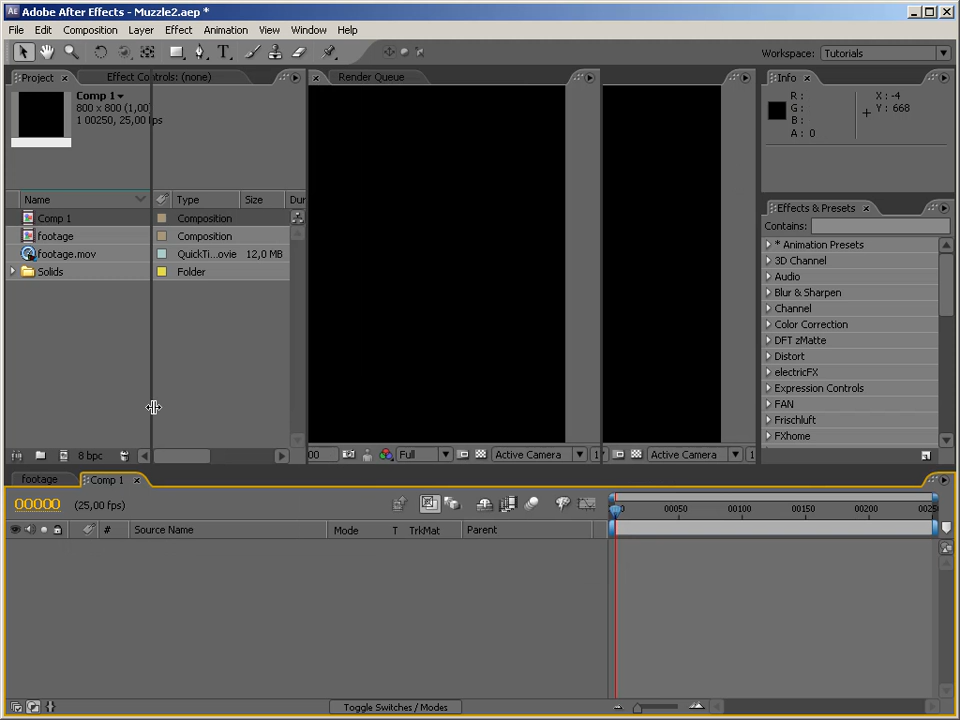 Adobe After Effects - Muzzle2.aep *
File Edit Composition Layer Effect Animation View Window Help
Workspace: Tutorials
Project Effect Controls: (none) Render Queue Info
Comp 1
800 x 800 (1,00)
1 00250, 25,00 fps
R :
G :
B :
A : 0
X : -4
Y : 668
Name Type Size Dur
Comp 1 Composition
footage Composition
footage.mov QuickTi...ovie 12,0 MB
Solids Folder
8 bpc
00 Full Active Camera 1
Active Camera 1
Effects & Presets
Contains:
* Animation Presets
3D Channel
Audio
Blur & Sharpen
Channel
Color Correction
DFT zMatte
Distort
electricFX
Expression Controls
FAN
Frischluft
FXhome
footage Comp 1
00000 (25,00 fps)
0 00050 00100 00150 00200 0025
# Source Name Mode T TrkMat Parent
Toggle Switches / Modes